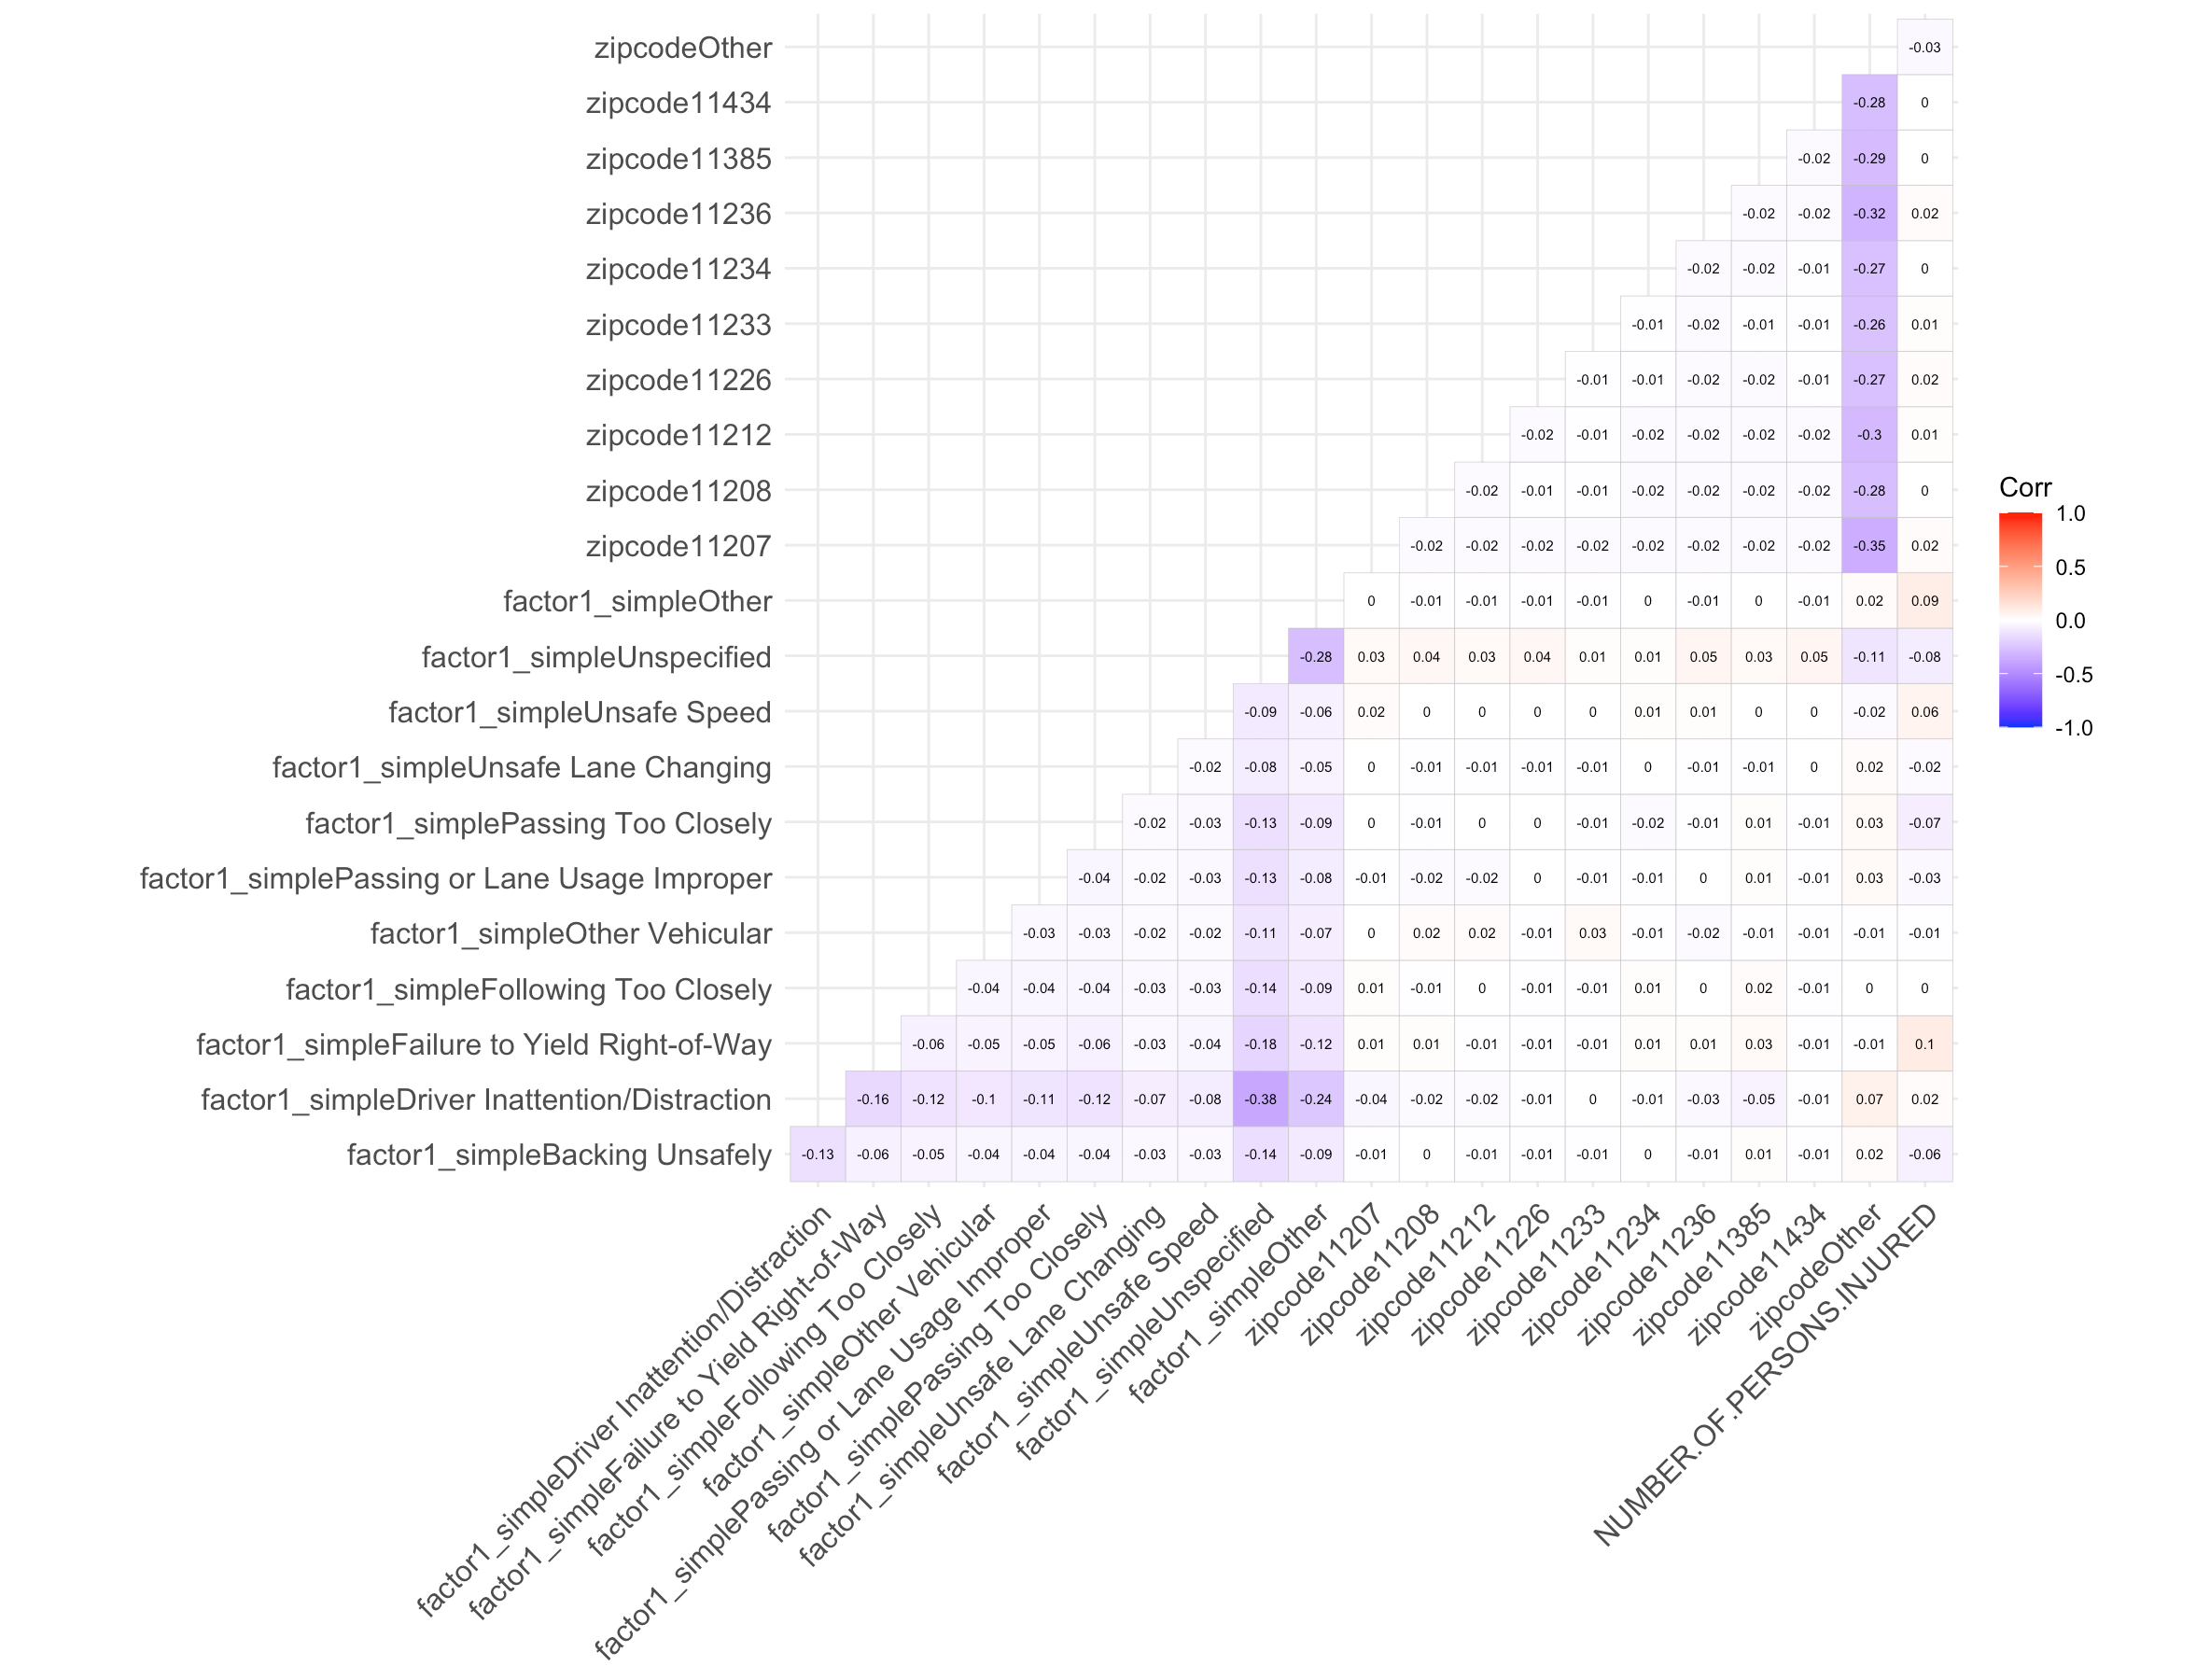 zipcodeOther -0.03
zipcode11434 -0.28 0
zipcode11385 -0.02 -0.29 0
zipcode11236 -0.02 -0.02 -0.32 0.02
zipcode11234 -0.02 -0.02 -0.01 -0.27 0
zipcode11233 -0.01 -0.02 -0.01 -0.01 -0.26 0.01
zipcode11226 -0.01 -0.01 -0.02 -0.02 -0.01 -0.27 0.02
zipcode11212 -0.02 -0.01 -0.02 -0.02 -0.02 -0.02 -0.3 0.01
zipcode11208 -0.02 -0.01 -0.01 -0.02 -0.02 -0.02 -0.02 -0.28 0
zipcode11207 -0.02 -0.02 -0.02 -0.02 -0.02 -0.02 -0.02 -0.02 -0.35 0.02
factor1_simpleOther 0 -0.01 -0.01 -0.01 -0.01 0 -0.01 0 -0.01 0.02 0.09
factor1_simpleUnspecified -0.28 0.03 0.04 0.03 0.04 0.01 0.01 0.05 0.03 0.05 -0.11 -0.08
factor1_simpleUnsafe Speed -0.09 -0.06 0.02 0 0 0 0 0.01 0.01 0 0 -0.02 0.06
factor1_simpleUnsafe Lane Changing -0.02 -0.08 -0.05 0 -0.01 -0.01 -0.01 -0.01 0 -0.01 -0.01 0 0.02 -0.02
factor1_simplePassing Too Closely -0.02 -0.03 -0.13 -0.09 0 -0.01 0 0 -0.01 -0.02 -0.01 0.01 -0.01 0.03 -0.07
factor1_simplePassing or Lane Usage Improper -0.04 -0.02 -0.03 -0.13 -0.08 -0.01 -0.02 -0.02 0 -0.01 -0.01 0 0.01 -0.01 0.03 -0.03
factor1_simpleOther Vehicular -0.03 -0.03 -0.02 -0.02 -0.11 -0.07 0 0.02 0.02 -0.01 0.03 -0.01 -0.02 -0.01 -0.01 -0.01 -0.01
factor1_simpleFollowing Too Closely -0.04 -0.04 -0.04 -0.03 -0.03 -0.14 -0.09 0.01 -0.01 0 -0.01 -0.01 0.01 0 0.02 -0.01 0 0
factor1_simpleFailure to Yield Right-of-Way -0.06 -0.05 -0.05 -0.06 -0.03 -0.04 -0.18 -0.12 0.01 0.01 -0.01 -0.01 -0.01 0.01 0.01 0.03 -0.01 -0.01 0.1
factor1_simpleDriver Inattention/Distraction -0.16 -0.12 -0.1 -0.11 -0.12 -0.07 -0.08 -0.38 -0.24 -0.04 -0.02 -0.02 -0.01 0 -0.01 -0.03 -0.05 -0.01 0.07 0.02
factor1_simpleBacking Unsafely -0.13 -0.06 -0.05 -0.04 -0.04 -0.04 -0.03 -0.03 -0.14 -0.09 -0.01 0 -0.01 -0.01 -0.01 0 -0.01 0.01 -0.01 0.02 -0.06
factor1_simpleDriver Inattention/Distraction
factor1_simpleFailure to Yield Right-of-Way
factor1_simpleFollowing Too Closely
factor1_simpleOther Vehicular
factor1_simplePassing or Lane Usage Improper
factor1_simplePassing Too Closely
factor1_simpleUnsafe Lane Changing
factor1_simpleUnsafe Speed
factor1_simpleUnspecified
factor1_simpleOther
zipcode11207
zipcode11208
zipcode11212
zipcode11226
zipcode11233
zipcode11234
zipcode11236
zipcode11385
zipcode11434
zipcodeOther
NUMBER.OF.PERSONS.INJURED
Corr
1.0
0.5
0.0
-0.5
-1.0